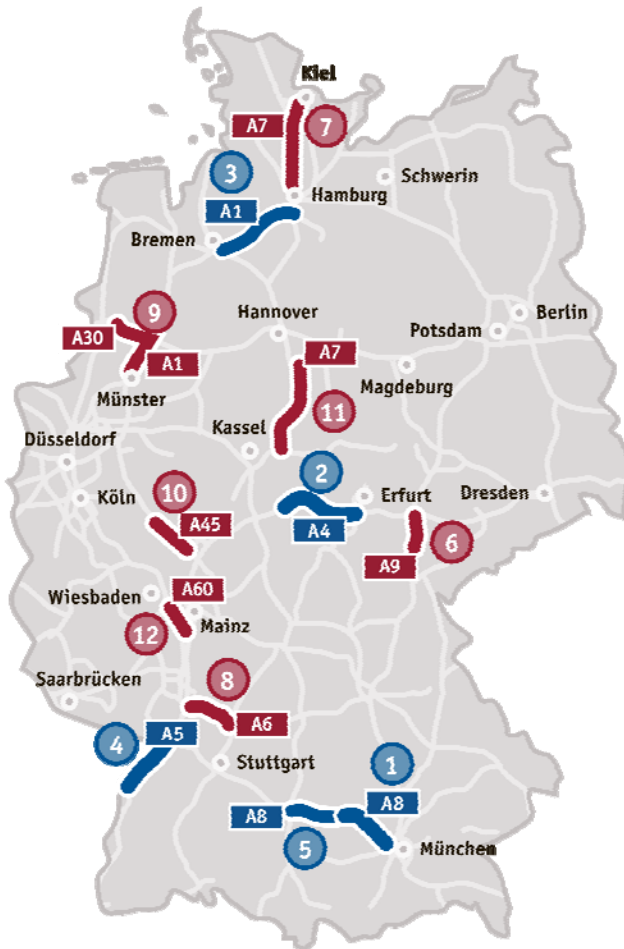 Kiel
A7
7
3
Schwerin
Hamburg
A1
Bremen
9
Hannover
Berlin
A30
Potsdam
A1
A7
Magdeburg
Münster
11
Kassel
Düsseldorf
2
10
Erfurt
Dresden
Köln
A45
A4
6
A9
A60
Wiesbaden
Mainz
12
8
Saarbrücken
A6
4
A5
Stuttgart
1
A8
A8
5
München